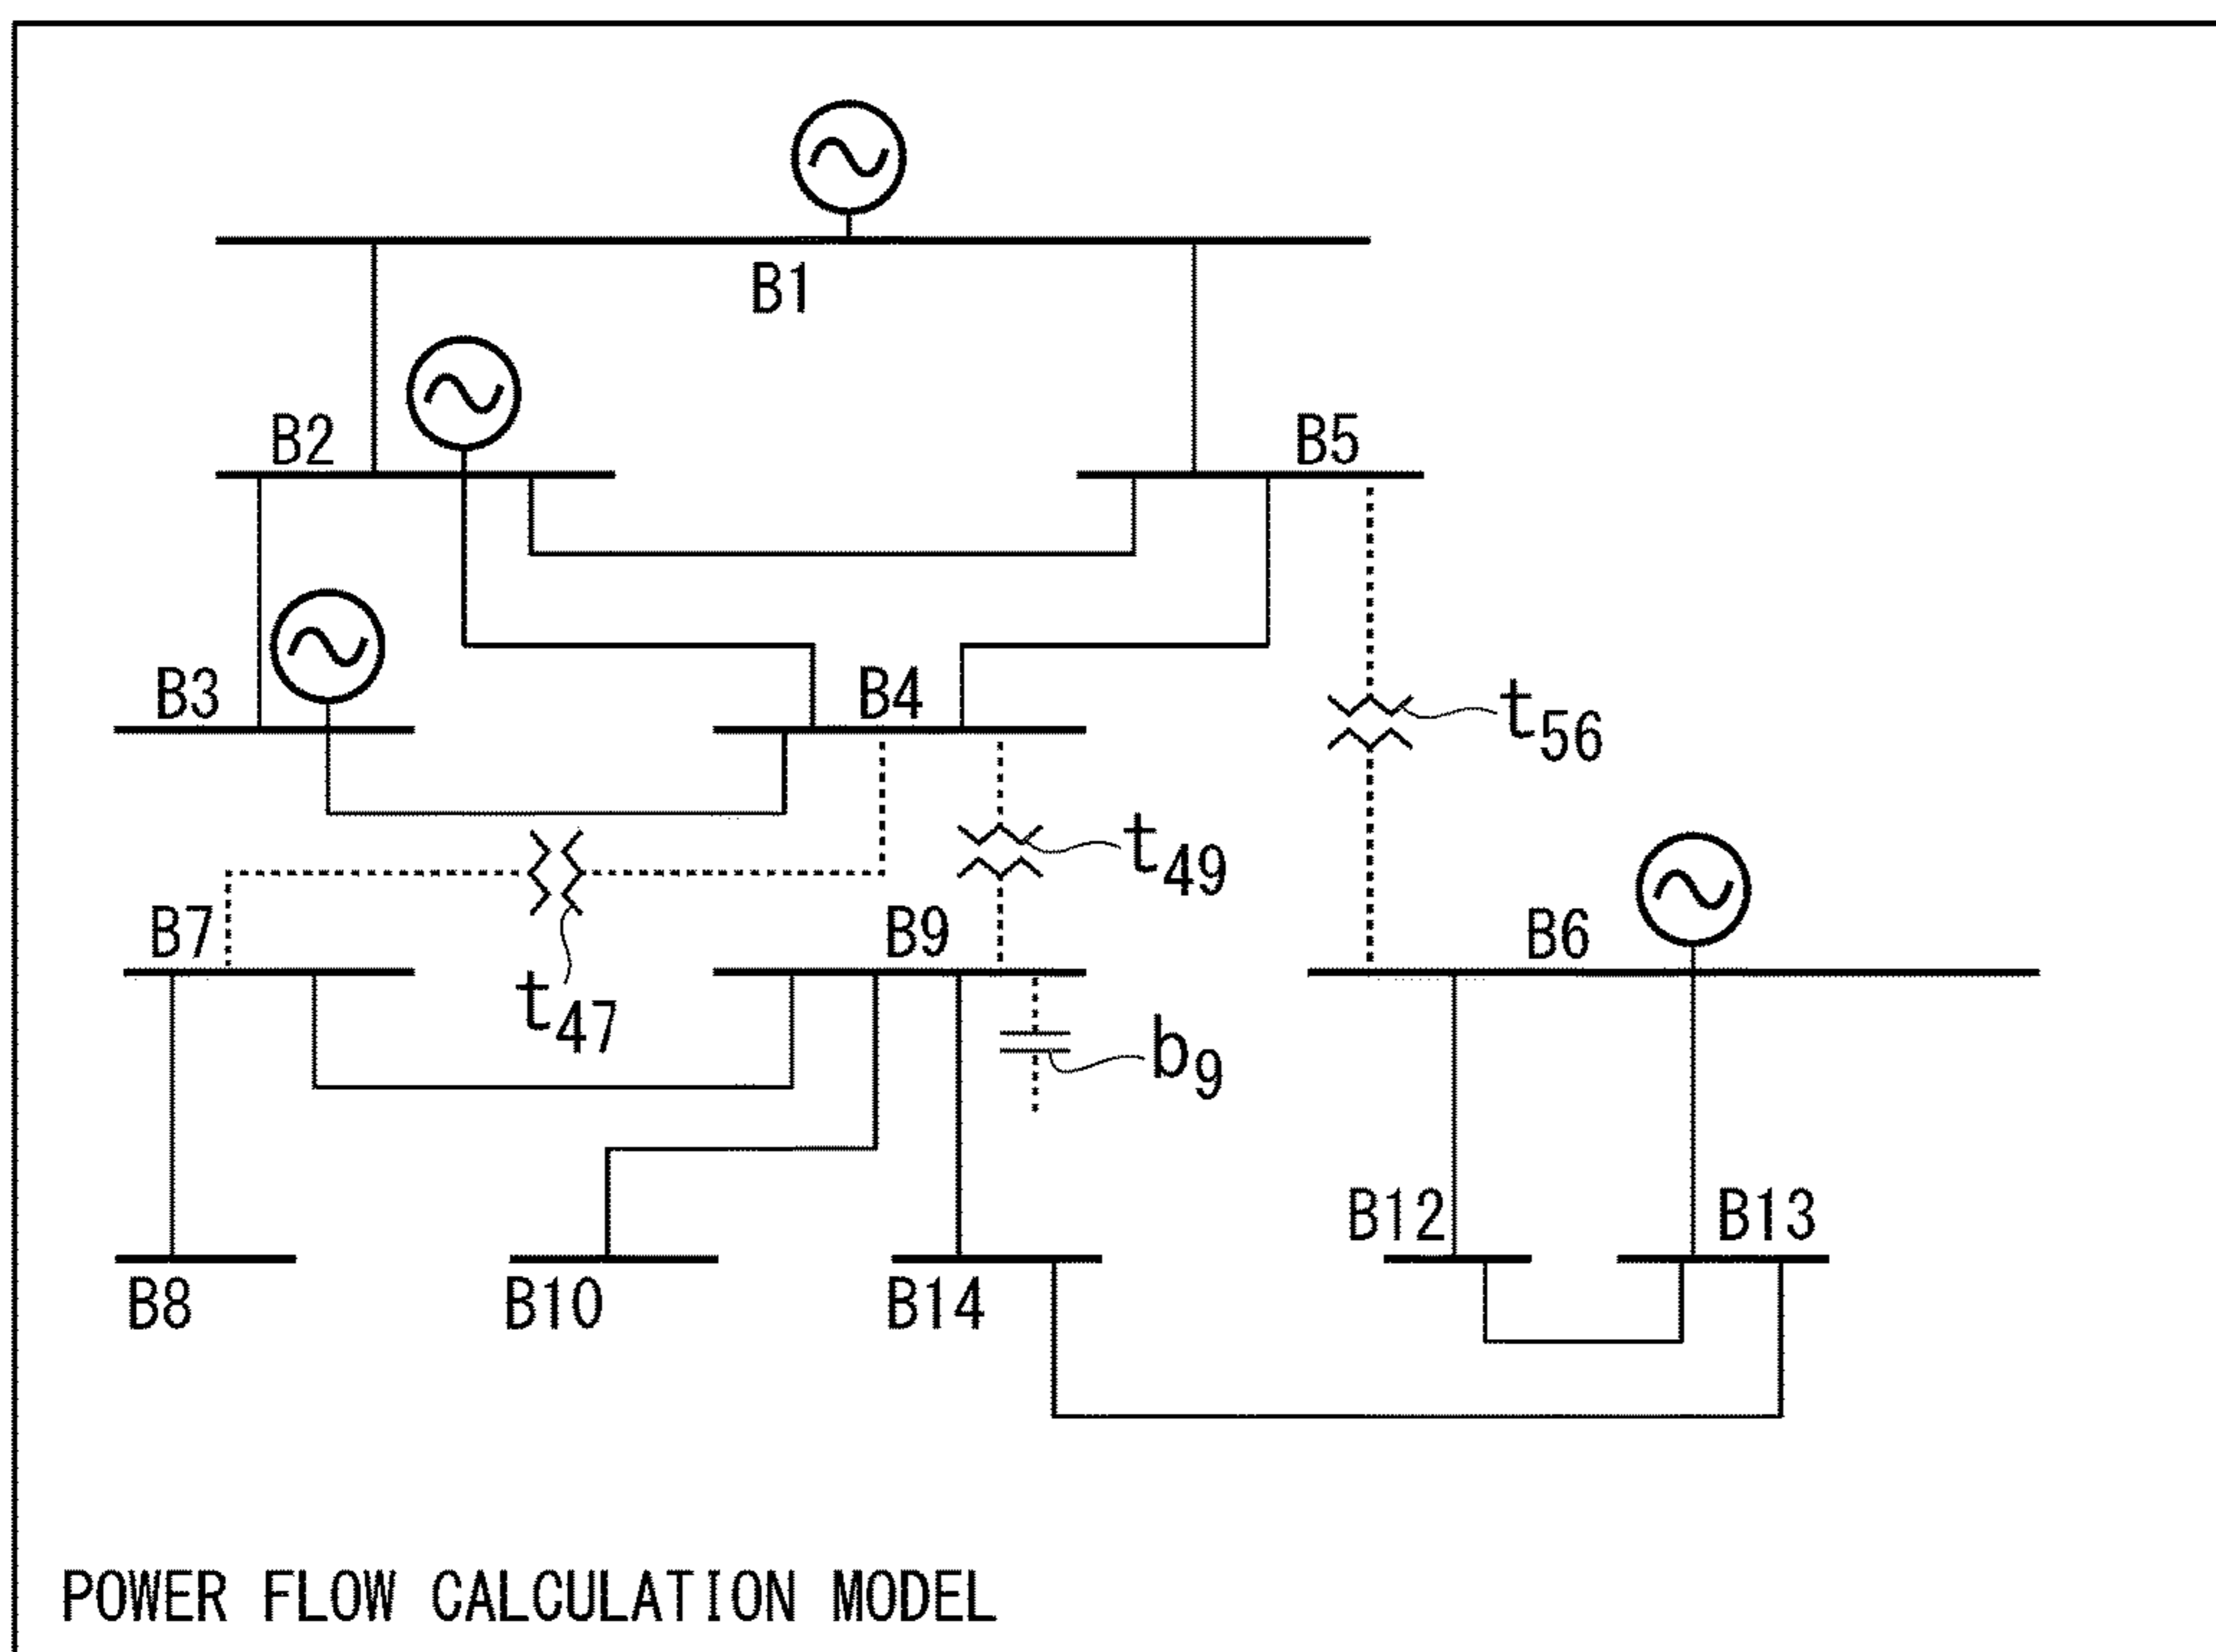 B1
B2
B5
B3
B4
t56
t49
B7
B9
B6
t47
b9
B12
B13
B8
B10
B14
POWER FLOW CALCULATION MODEL